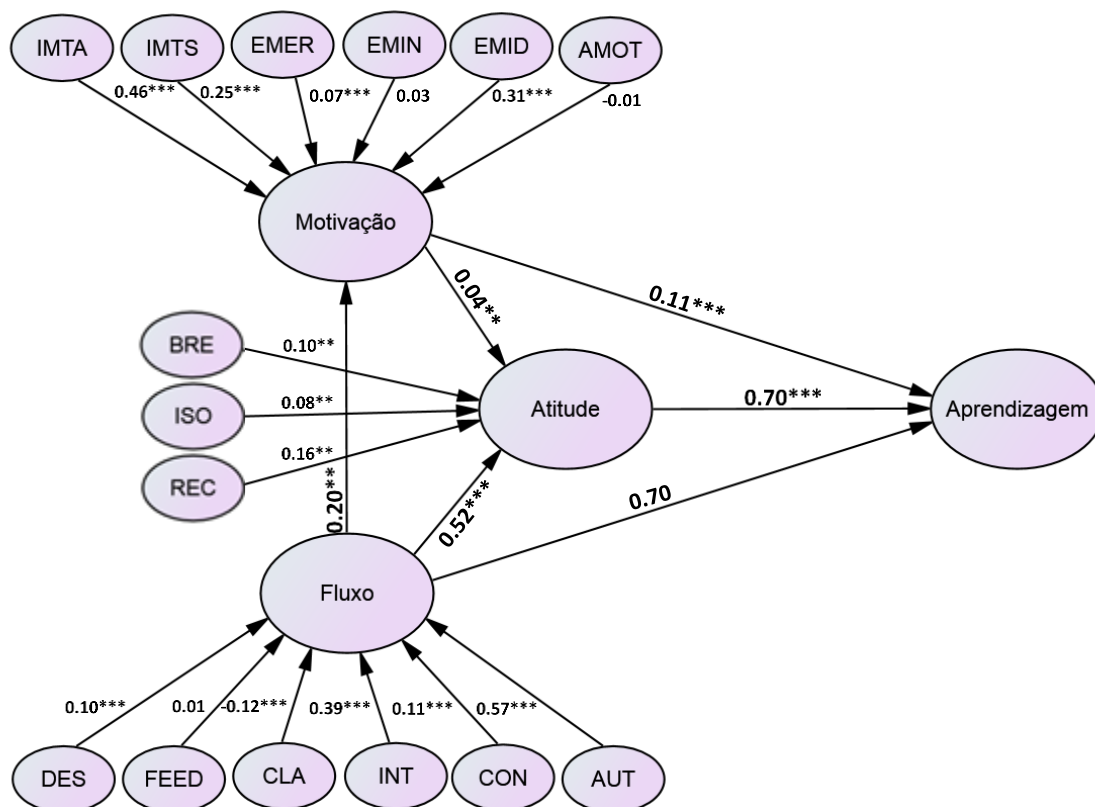 IMTA
IMTS
EMER
EMIN
EMID
AMOT
0.46***
0.25***
0.07***
0.03
0.31***
-0.01
Motivação
0.04**
0.11***
BRE
0.10**
ISO
0.08**
REC
0.16**
Atitude
0.70***
Aprendizagem
0.20**
0.52***
0.70
Fluxo
0.10***
0.01
-0.12***
0.39***
0.11***
0.57***
DES
FEED
CLA
INT
CON
AUT